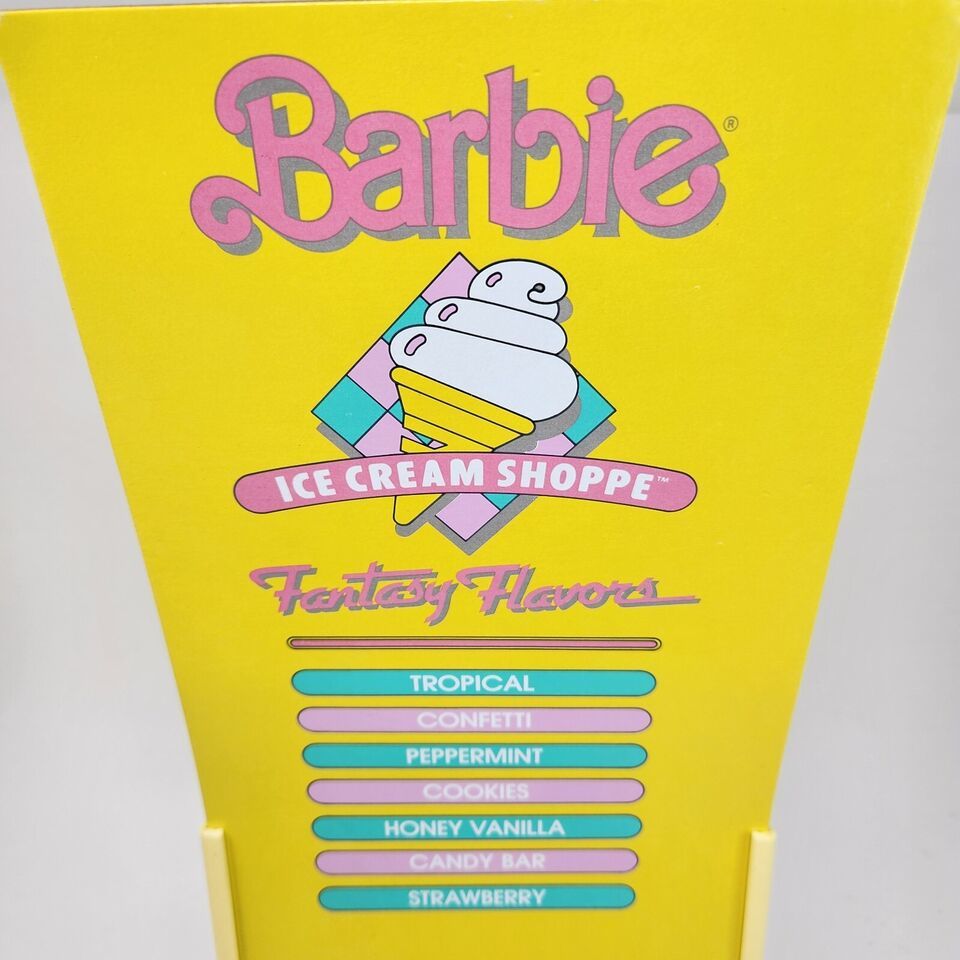 Barbie®
ICE CREAM SHOPPE™
Fantasy Flavors
TROPICAL
CONFETTI
PEPPERMINT
COOKIES
HONEY VANILLA
CANDY BAR
STRAWBERRY